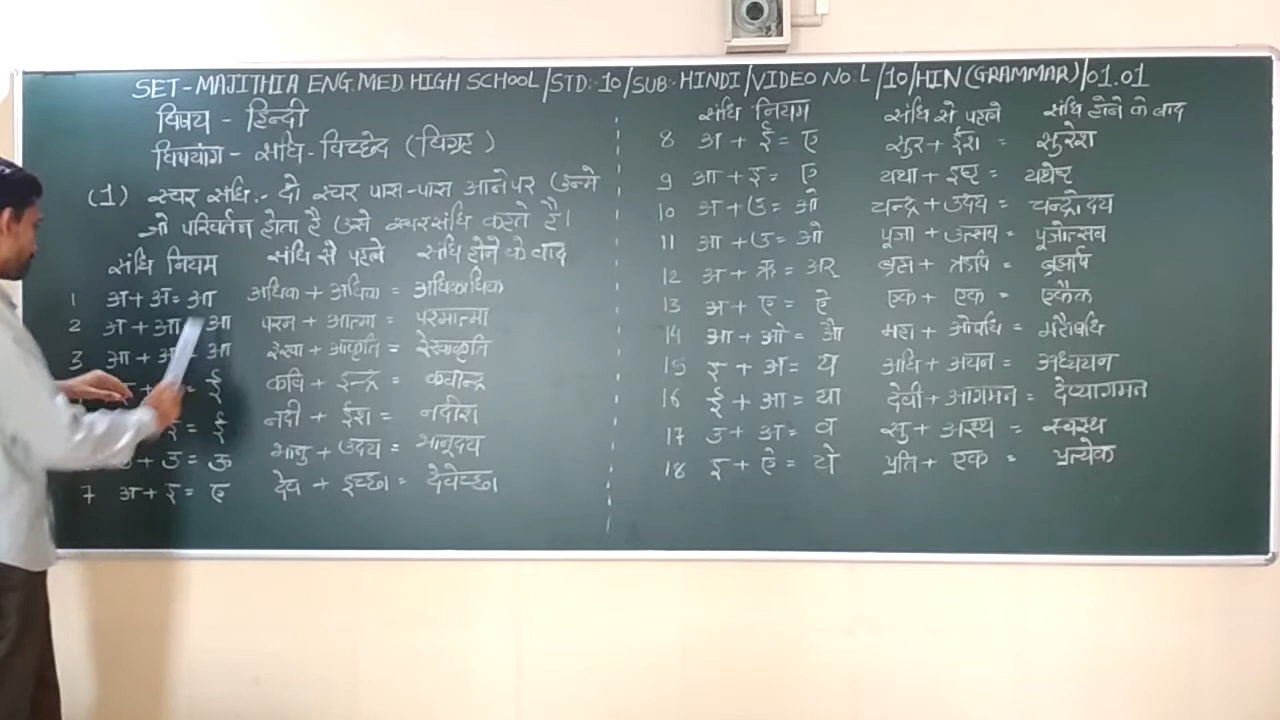 SET-MAJITHIA ENG.MED.HIGH SCHOOL/STD:-10/SUB:-HINDI/VIDEO NO:L/10/HIN(GRAMMAR)/01.01
विषय - हिन्दी
विषयांग - संधि-विच्छेद (विग्रह)
(1) स्वर संधि:- दो स्वर पास-पास आने पर उनमे
जो परिवर्तन होता है उसे स्वरसंधि कहते है।
संधि नियम संधि से पहले संधि होने के बाद
1 अ+अ=आ अधिक + अधिक = अधिकाधिक
2 अ+आ आ परम + आत्मा = परमात्मा
3 आ+अ आ रेखा + आकृति = रेखाकृति
ई कवि + इन्द्र = कवीन्द्र
= ई नदी + ईश = नदीश
+ उ = ऊ भानु + उदय = भानूदय
7 अ + इ = ए देव + इच्छा = देवेच्छा
संधि नियम संधि से पहले संधि होने के बाद
8 अ + ई = ए सुर + ईश = सुरेश
9 आ + इ = ए यथा + इष्ट = यथेष्ट
10 अ + उ = ओ चन्द्र + उदय = चन्द्रोदय
11 आ + उ = ओ पूजा + उत्सव = पूजोत्सव
12 अ + ऋ = अर् ब्रह्म + ऋषि = ब्रह्मर्षि
13 अ + ए = ऐ एक + एक = एकैक
14 आ + ओ = औ महा + ओषधि = महौषधि
15 इ + अ = य अधि + अयन = अध्ययन
16 ई + आ = या देवी + आगमन = देव्यागमन
17 उ + अ = व सु + अस्थ = स्वस्थ
18 इ + ऐ = ये प्रति + एक = प्रत्येक